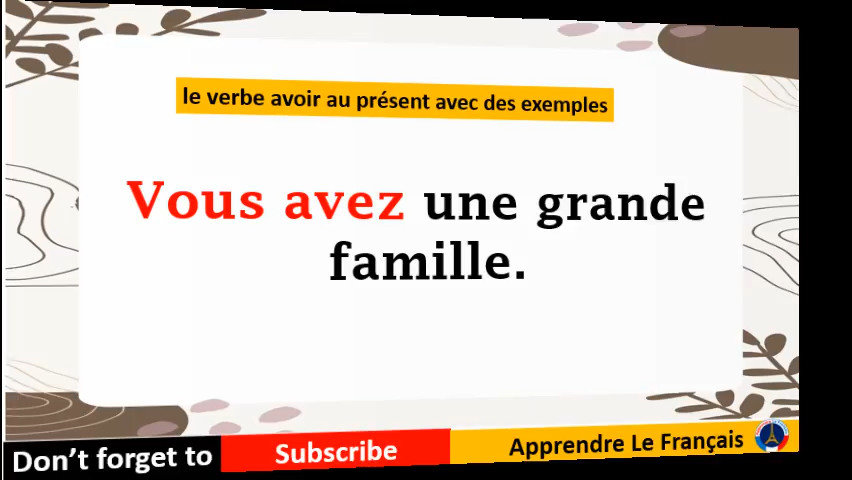 le verbe avoir au présent avec des exemples
Vous avez une grande
famille.
Don't forget to Subscribe Apprendre Le Français